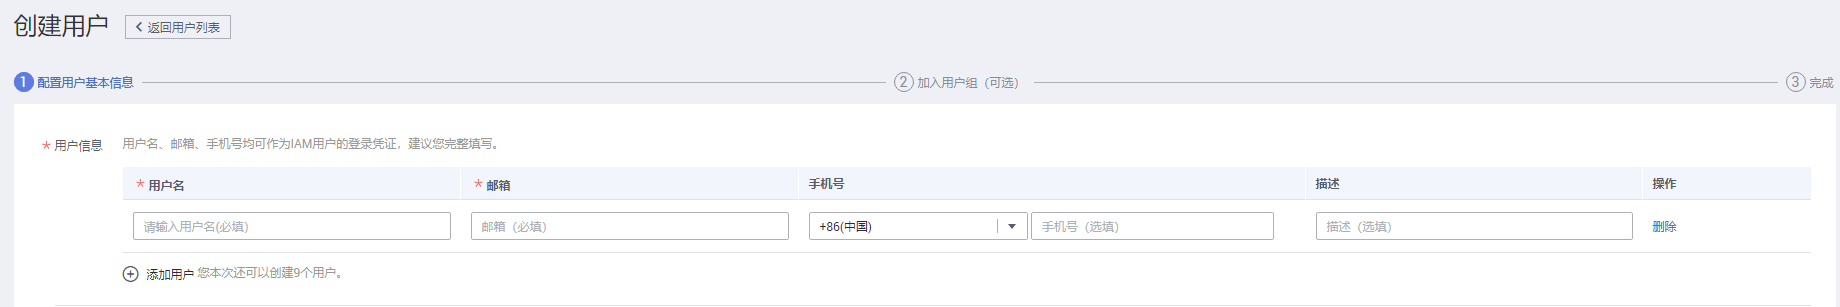 创建用户 返回用户列表
1 配置用户基本信息 2 加入用户组（可选） 3 完成
* 用户信息 用户名、邮箱、手机号均可作为IAM用户的登录凭证，建议您完整填写。
* 用户名 * 邮箱 手机号 描述 操作
请输入用户名(必填) 邮箱（必填） +86(中国) 手机号（选填） 描述（选填） 删除
添加用户 您本次还可以创建9个用户。